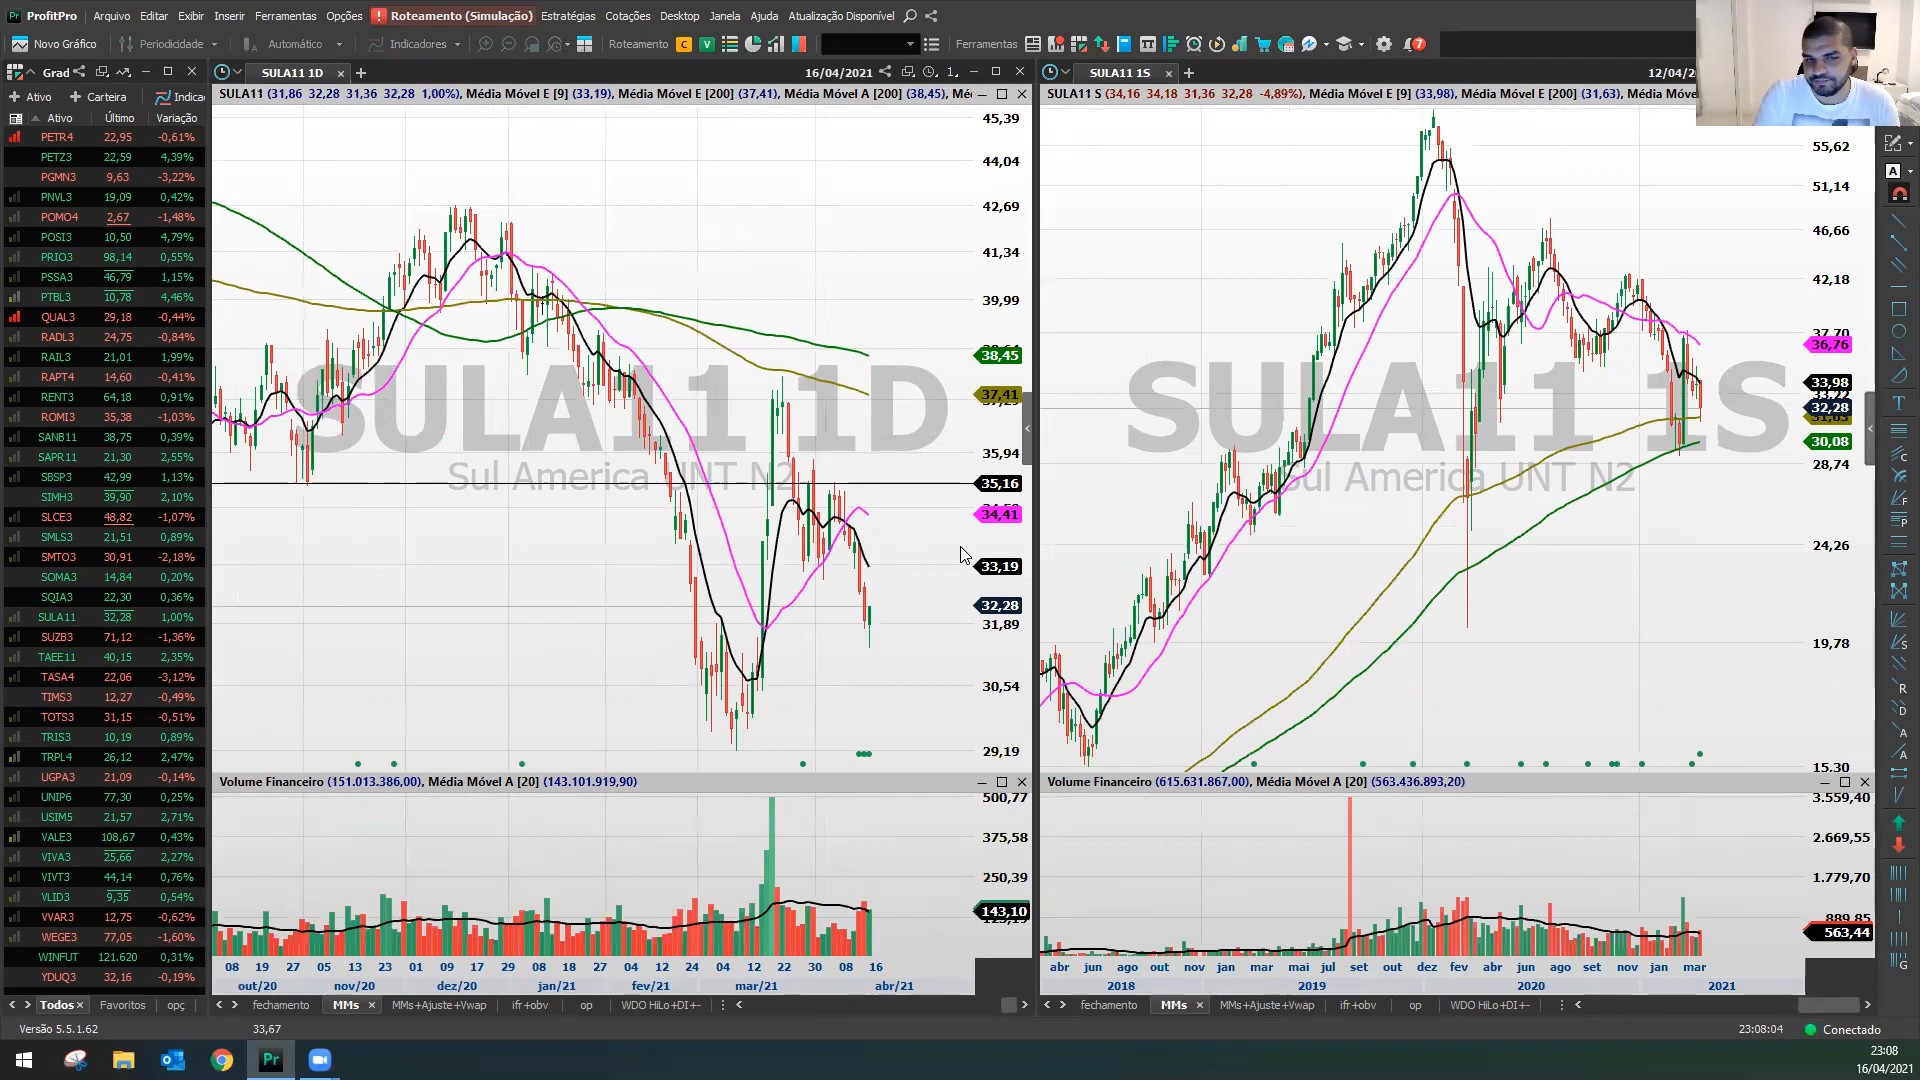 ProfitPro Arquivo Editar Exibir Inserir Ferramentas Opções Roteamento (Simulação) Estratégias Cotações Desktop Janela Ajuda Atualização Disponível
Novo Gráfico Periodicidade Automático Indicadores Roteamento C V Ferramentas 7
Grad SULA11 1D 16/04/2021 1 SULA11 1S 12/04/2
Ativo Carteira Indica
Ativo Último Variação
PETR4 22,95 -0,61%
PETZ3 22,59 4,39%
PGMN3 9,63 -3,22%
PNVL3 19,09 0,42%
POMO4 2,67 -1,48%
POSI3 10,50 4,79%
PRIO3 98,14 0,55%
PSSA3 46,79 1,15%
PTBL3 10,78 4,46%
QUAL3 29,18 -0,44%
RADL3 24,75 -0,84%
RAIL3 21,01 1,99%
RAPT4 14,60 -0,41%
RENT3 64,18 0,91%
ROMI3 35,38 -1,03%
SANB11 38,75 0,39%
SAPR11 21,30 2,55%
SBSP3 42,99 1,13%
SIMH3 39,90 2,10%
SLCE3 48,82 -1,07%
SMLS3 21,51 0,89%
SMTO3 30,91 -2,18%
SOMA3 14,84 0,20%
SQIA3 22,30 0,36%
SULA11 32,28 1,00%
SUZB3 71,12 -1,36%
TAEE11 40,15 2,35%
TASA4 22,06 -3,12%
TIMS3 12,27 -0,49%
TOTS3 31,15 -0,51%
TRIS3 10,19 0,89%
TRPL4 26,12 2,47%
UGPA3 21,09 -0,14%
UNIP6 77,30 0,25%
USIM5 21,57 2,71%
VALE3 108,67 0,43%
VIVA3 25,66 2,27%
VIVT3 44,14 0,76%
VLID3 9,35 0,54%
VVAR3 12,75 -0,62%
WEGE3 77,05 -1,60%
WINFUT 121.620 0,31%
YDUQ3 32,16 -0,19%
Todos Favoritos opç
SULA11 (31,86 32,28 31,36 32,28 1,00%), Média Móvel E [9] (33,19), Média Móvel E [200] (37,41), Média Móvel A [200] (38,45), Mé
45,39
44,04
42,69
41,34
39,99
38,45
37,41
35,94
35,16
34,41
33,19
32,28
31,89
30,54
29,19
SULA11 1D
Sul America UNT N2
Volume Financeiro (151.013.386,00), Média Móvel A [20] (143.101.919,90)
500,77
375,58
250,39
143,10
08 19 27 05 13 23 01 09 17 29 08 18 27 04 12 24 04 12 22 30 08 16
out/20 nov/20 dez/20 jan/21 fev/21 mar/21 abr/21
fechamento MMs MMs+Ajuste+Vwap ifr+obv op WDO HiLo+DI+-
SULA11 S (34,16 34,18 31,36 32,28 -4,89%), Média Móvel E [9] (33,98), Média Móvel E [200] (31,63), Média Móve
55,62
51,14
46,66
42,18
37,70
36,76
33,98
32,28
30,08
28,74
24,26
19,78
15,30
SULA11 1S
Sul America UNT N2
Volume Financeiro (615.631.867,00), Média Móvel A [20] (563.436.893,20)
3.559,40
2.669,55
1.779,70
889,85
563,44
abr jun ago out nov jan mar mai jul set out dez fev abr jun ago set nov jan mar
2018 2019 2020 2021
fechamento MMs MMs+Ajuste+Vwap ifr+obv op WDO HiLo+DI+-
Versão 5.5.1.62 33,67 23:08:04 Conectado
23:08
16/04/2021